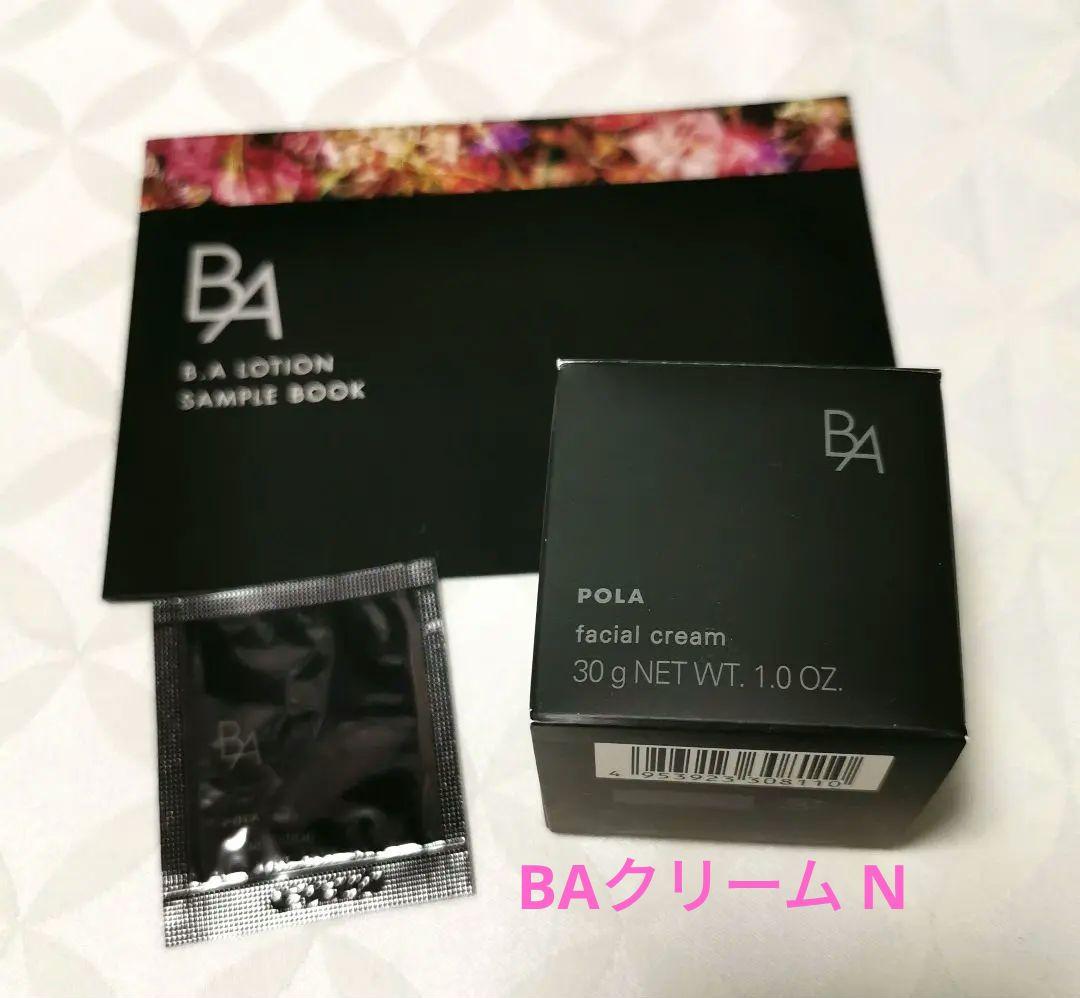 BA
B.A LOTION
SAMPLE BOOK
BA
POLA
facial cream
30 g NET WT. 1.0 OZ.
4 953923 308110
BA
POLA
BAクリーム N